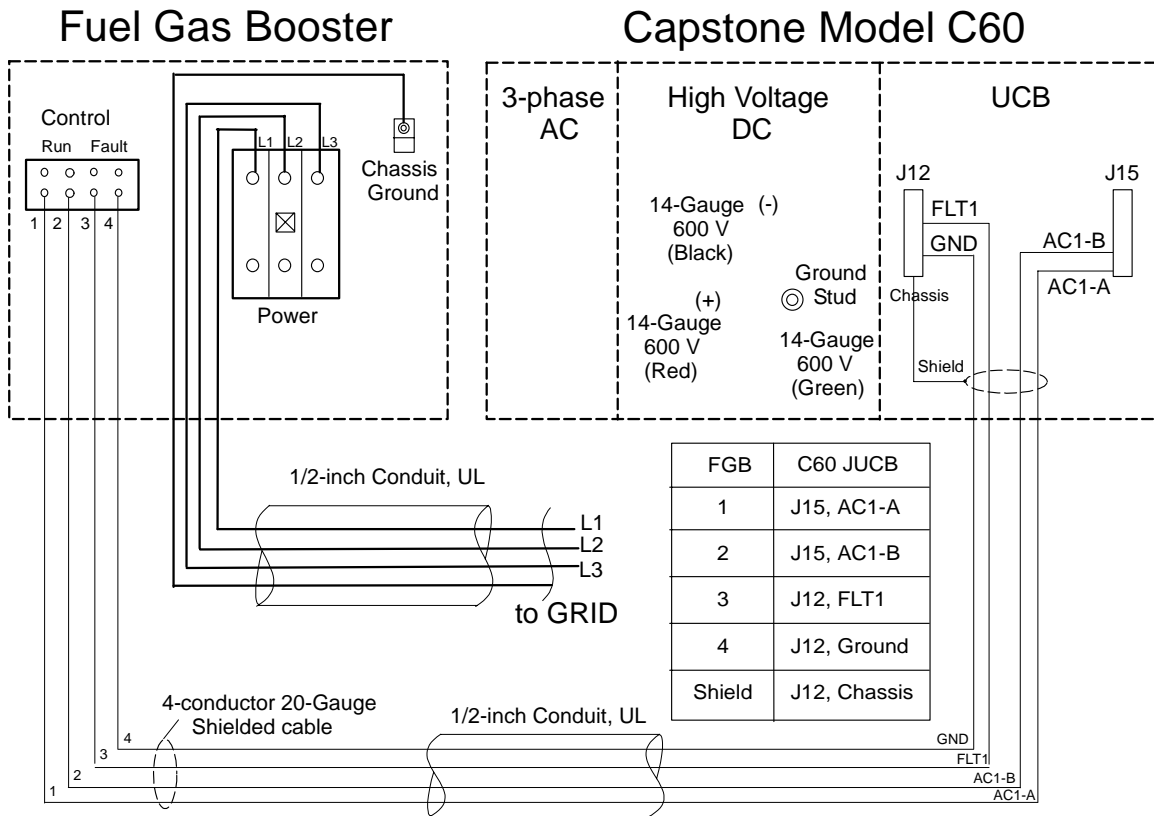 Fuel Gas Booster
Capstone Model C60
Control
Run Fault
1 2 3 4
L1 L2 L3
Power
Chassis
Ground
3-phase
AC
High Voltage
DC
UCB
14-Gauge (-)
600 V
(Black)
(+)
14-Gauge
600 V
(Red)
Ground
Stud
14-Gauge
600 V
(Green)
J12
J15
FLT1
GND
AC1-B
AC1-A
Chassis
Shield
1/2-inch Conduit, UL
L1
L2
L3
to GRID
FGB C60 JUCB
1 J15, AC1-A
2 J15, AC1-B
3 J12, FLT1
4 J12, Ground
Shield J12, Chassis
4-conductor 20-Gauge
Shielded cable
1/2-inch Conduit, UL
4
3
2
1
GND
FLT1
AC1-B
AC1-A